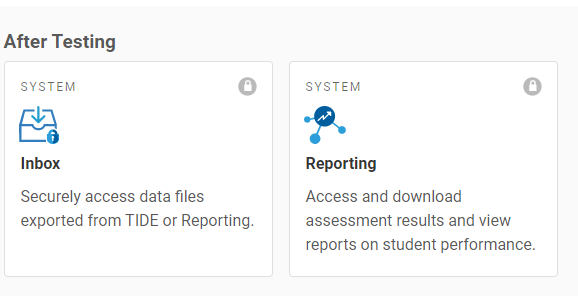 After Testing
SYSTEM
Inbox
Securely access data files
exported from TIDE or Reporting.
SYSTEM
Reporting
Access and download
assessment results and view
reports on student performance.